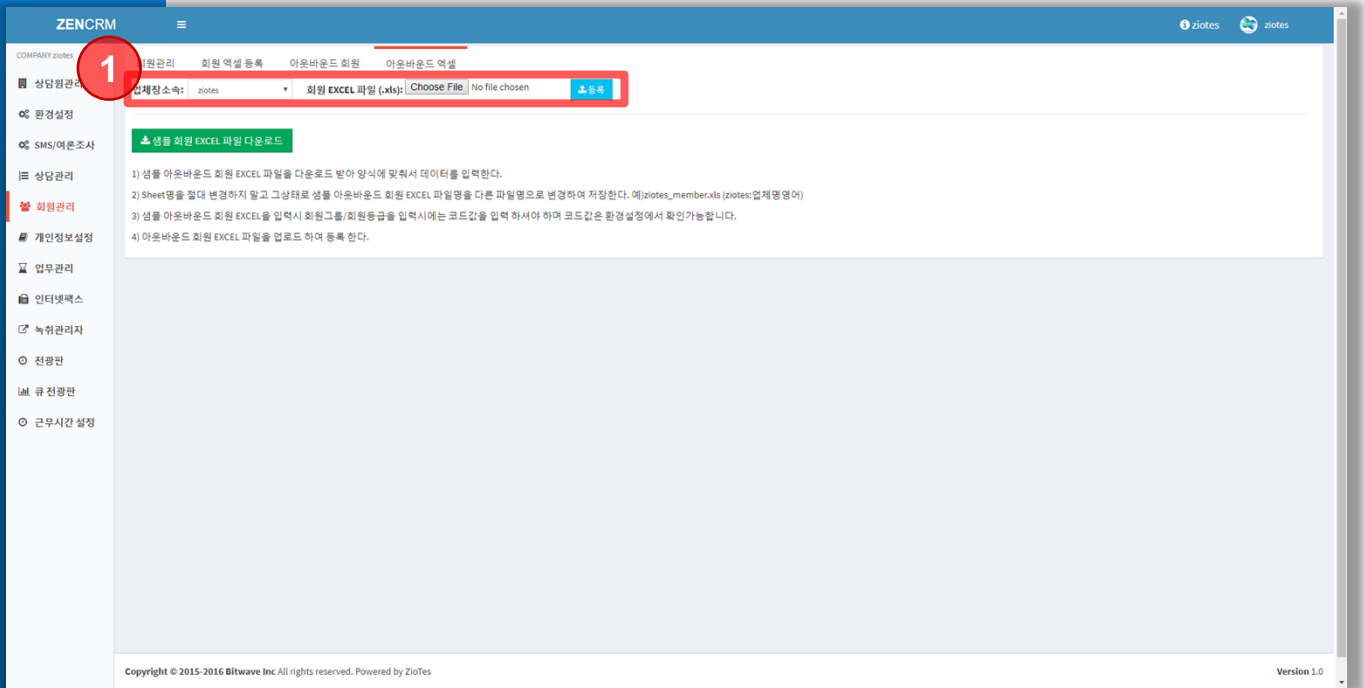 ZENCRM
ziotes
ziotes
COMPANY ziotes
1
회원관리
회원 엑셀 등록
아웃바운드 회원
아웃바운드 엑셀
업체장소속:
ziotes
회원 EXCEL 파일 (.xls):
Choose File
No file chosen
등록
상담원관리
환경설정
SMS/여론조사
상담관리
회원관리
개인정보설정
업무관리
인터넷팩스
녹취관리자
전광판
큐 전광판
근무시간 설정
샘플 회원 EXCEL 파일 다운로드
1) 샘플 아웃바운드 회원 EXCEL 파일을 다운로드 받아 양식에 맞춰서 데이터를 입력한다.
2) Sheet명을 절대 변경하지 말고 그상태로 샘플 아웃바운드 회원 EXCEL 파일명을 다른 파일명으로 변경하여 저장한다. 예)ziotes_member.xls (ziotes:업체명영어)
3) 샘플 아웃바운드 회원 EXCEL을 입력시 회원그룹/회원등급을 입력시에는 코드값을 입력 하셔야 하며 코드값은 환경설정에서 확인가능합니다.
4) 아웃바운드 회원 EXCEL 파일을 업로드 하여 등록 한다.
Copyright © 2015-2016 Bitwave Inc All rights reserved. Powered by ZioTes
Version 1.0